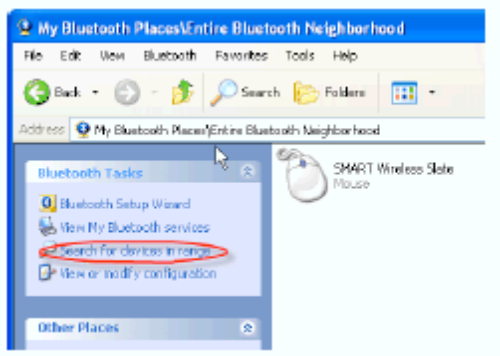 My Bluetooth Places\Entire Bluetooth Neighborhood
File Edit View Bluetooth Favorites Tools Help
Back Search Folders
Address My Bluetooth Places\Entire Bluetooth Neighborhood
Bluetooth Tasks
SMART Wireless Slate
Mouse
Bluetooth Setup Wizard
View My Bluetooth services
Search for devices in range
View or modify configuration
Other Places